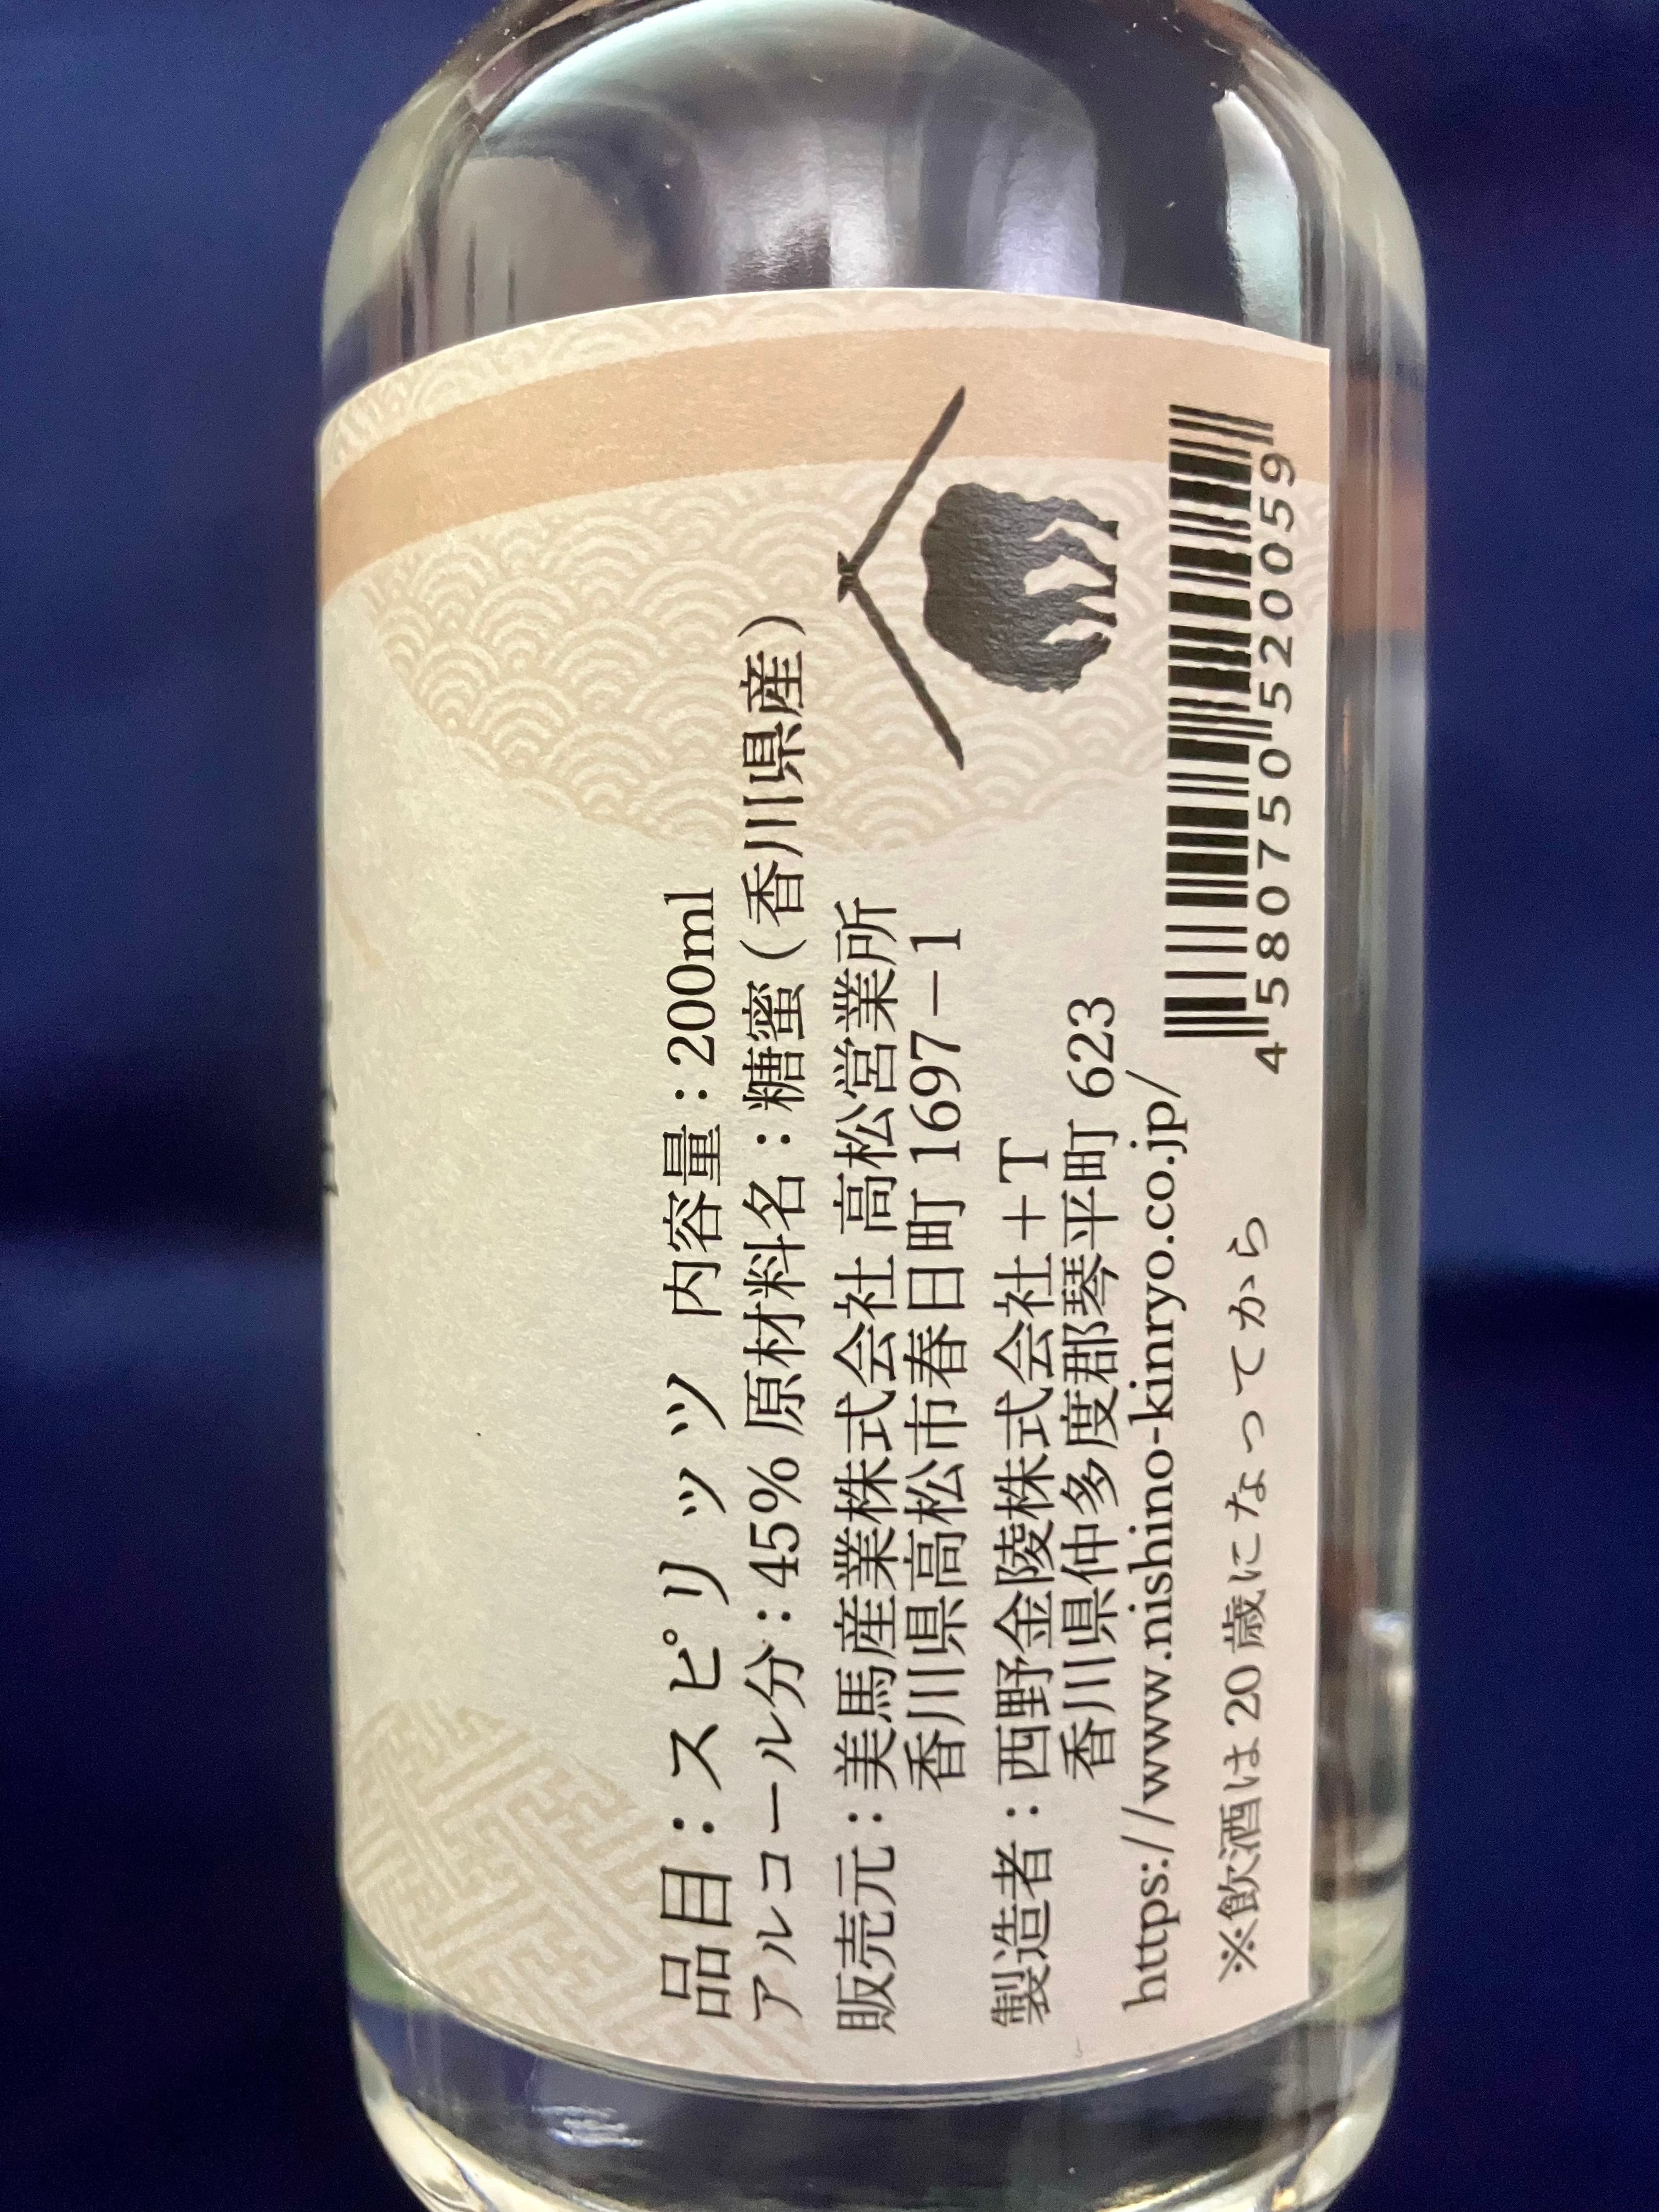 品目：スピリッツ 内容量：200ml
アルコール分：45% 原材料名：糖蜜（香川県産）
販売元：美馬産業株式会社 高松営業所
香川県高松市春日町1697－1
製造者：西野金陵株式会社＋T
香川県仲多度郡琴平町623
https://www.nishino-kinryo.co.jp/
※飲酒は20歳になってから
4580750520059